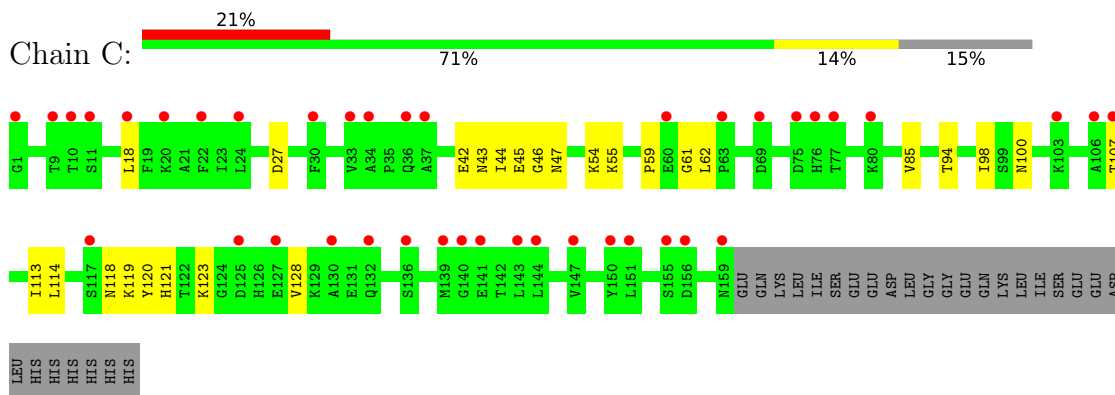 21%
Chain C:
71% 14% 15%
G1 T9 T10 S11 L18 F19 K20 A21 F22 I23 L24 D27 F30 V33 A34 P35 Q36 A37 E42 N43 I44 E45 G46 N47 K54 K55 P59 E60 G61 L62 P63 D69 D75 H76 T77 K80 V85 T94 I98 S99 N100 K103 A106 T107
I113 L114 S117 N118 K119 Y120 H121 T122 K123 G124 D125 H126 E127 V128 K129 A130 E131 Q132 S136 M139 G140 E141 T142 L143 L144 V147 Y150 L151 S155 D156 N159 GLU GLN LYS LEU ILE SER GLU GLU ASP LEU GLY GLY GLU GLN LYS LEU ILE SER GLU GLU ASP
LEU HIS HIS HIS HIS HIS HIS